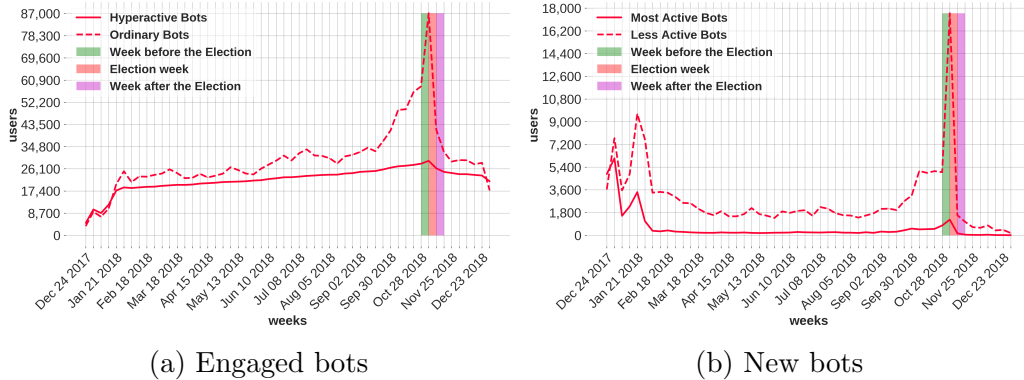 87,000
78,300
69,600
60,900
52,200
43,500
34,800
26,100
17,400
8,700
0
users
Hyperactive Bots
Ordinary Bots
Week before the Election
Election week
Week after the Election
Dec 24 2017
Jan 21 2018
Feb 18 2018
Mar 18 2018
Apr 15 2018
May 13 2018
Jun 10 2018
Jul 08 2018
Aug 05 2018
Sep 02 2018
Sep 30 2018
Oct 28 2018
Nov 25 2018
Dec 23 2018
weeks
(a) Engaged bots
18,000
16,200
14,400
12,600
10,800
9,000
7,200
5,400
3,600
1,800
0
users
Most Active Bots
Less Active Bots
Week before the Election
Election week
Week after the Election
Dec 24 2017
Jan 21 2018
Feb 18 2018
Mar 18 2018
Apr 15 2018
May 13 2018
Jun 10 2018
Jul 08 2018
Aug 05 2018
Sep 02 2018
Sep 30 2018
Oct 28 2018
Nov 25 2018
Dec 23 2018
weeks
(b) New bots